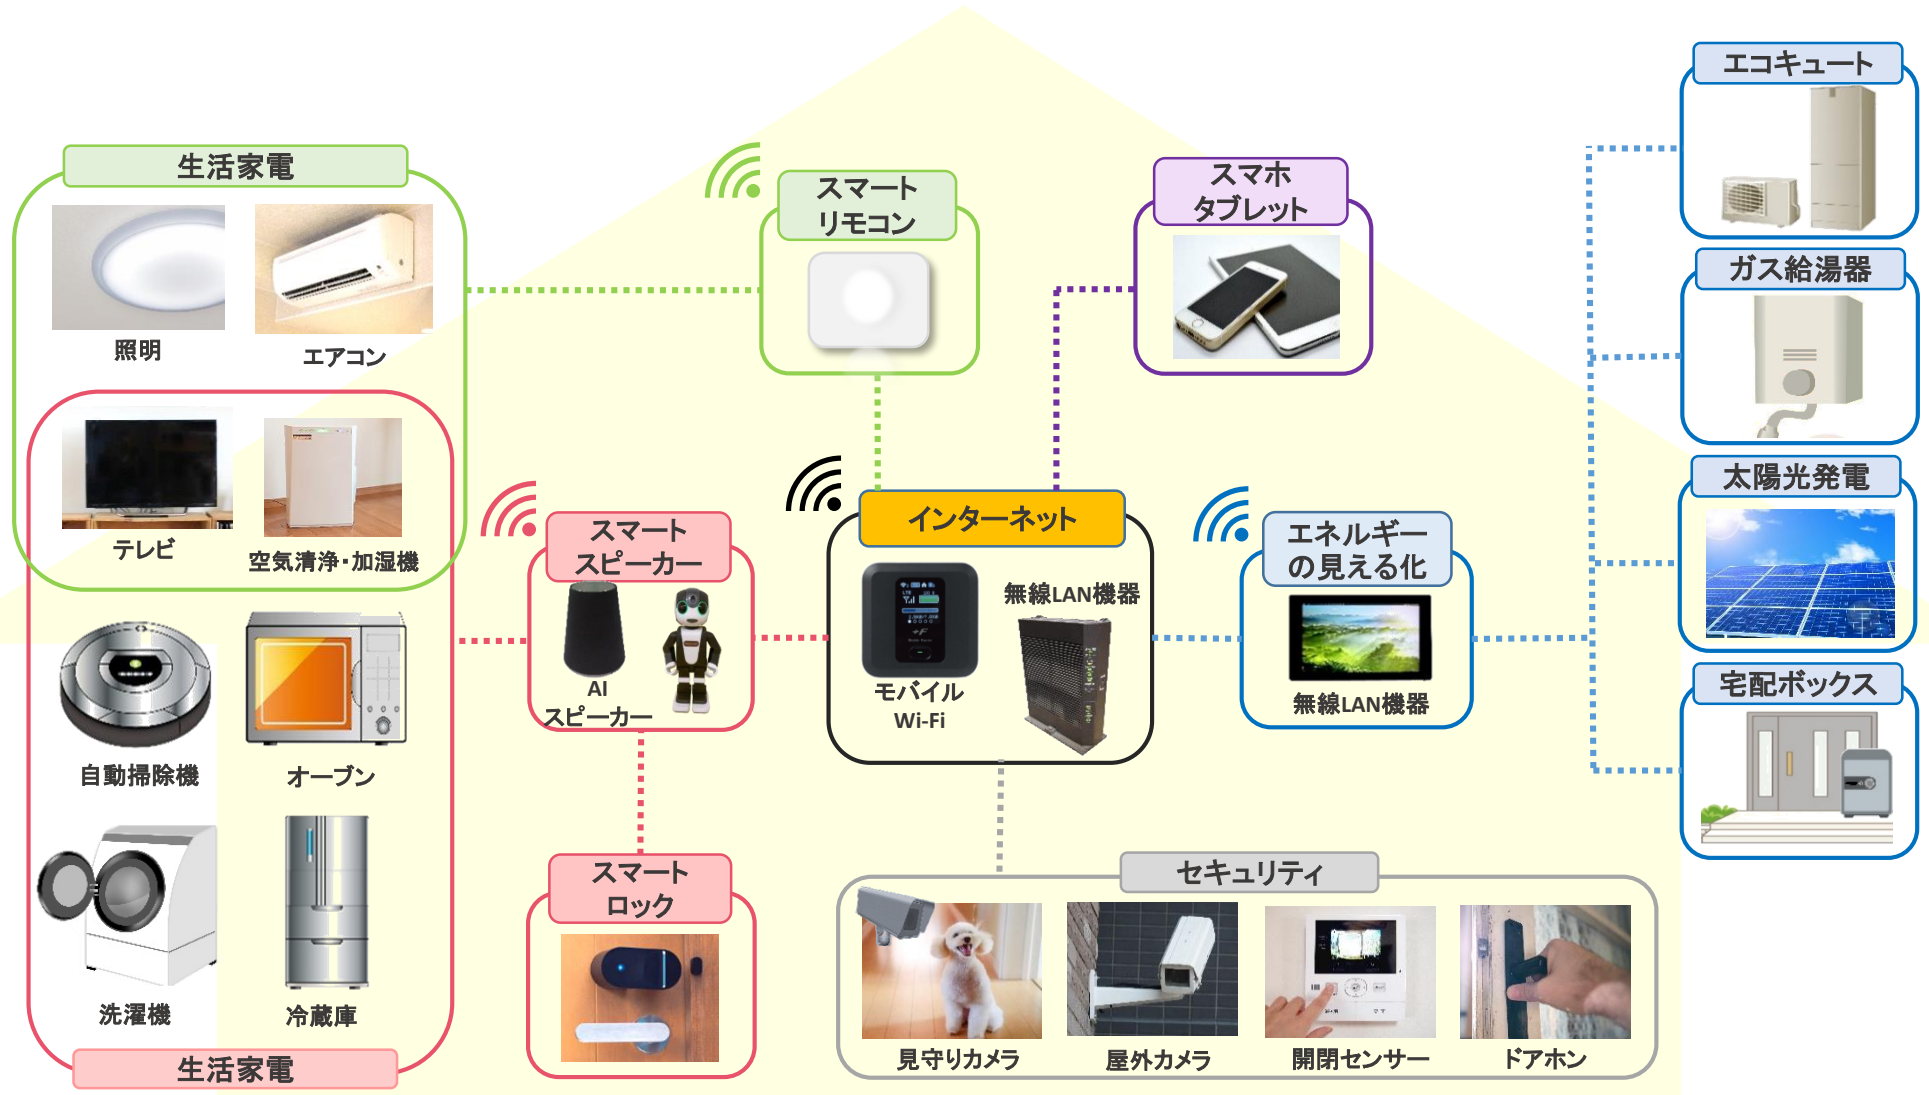 エコキュート
生活家電
スマート
リモコン
スマホ
タブレット
ガス給湯器
照明
エアコン
太陽光発電
インターネット
スマート
スピーカー
エネルギー
の見える化
テレビ
空気清浄・加湿機
無線LAN機器
AI
スピーカー
モバイル
Wi-Fi
無線LAN機器
宅配ボックス
自動掃除機
オーブン
スマート
ロック
セキュリティ
洗濯機
冷蔵庫
見守りカメラ
屋外カメラ
開閉センサー
ドアホン
生活家電